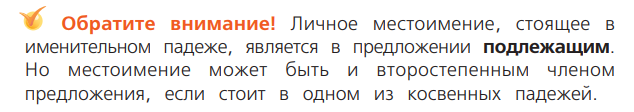 Обратите внимание! Личное местоимение, стоящее в
именительном падеже, является в предложении подлежащим.
Но местоимение может быть и второстепенным членом
предложения, если стоит в одном из косвенных падежей.